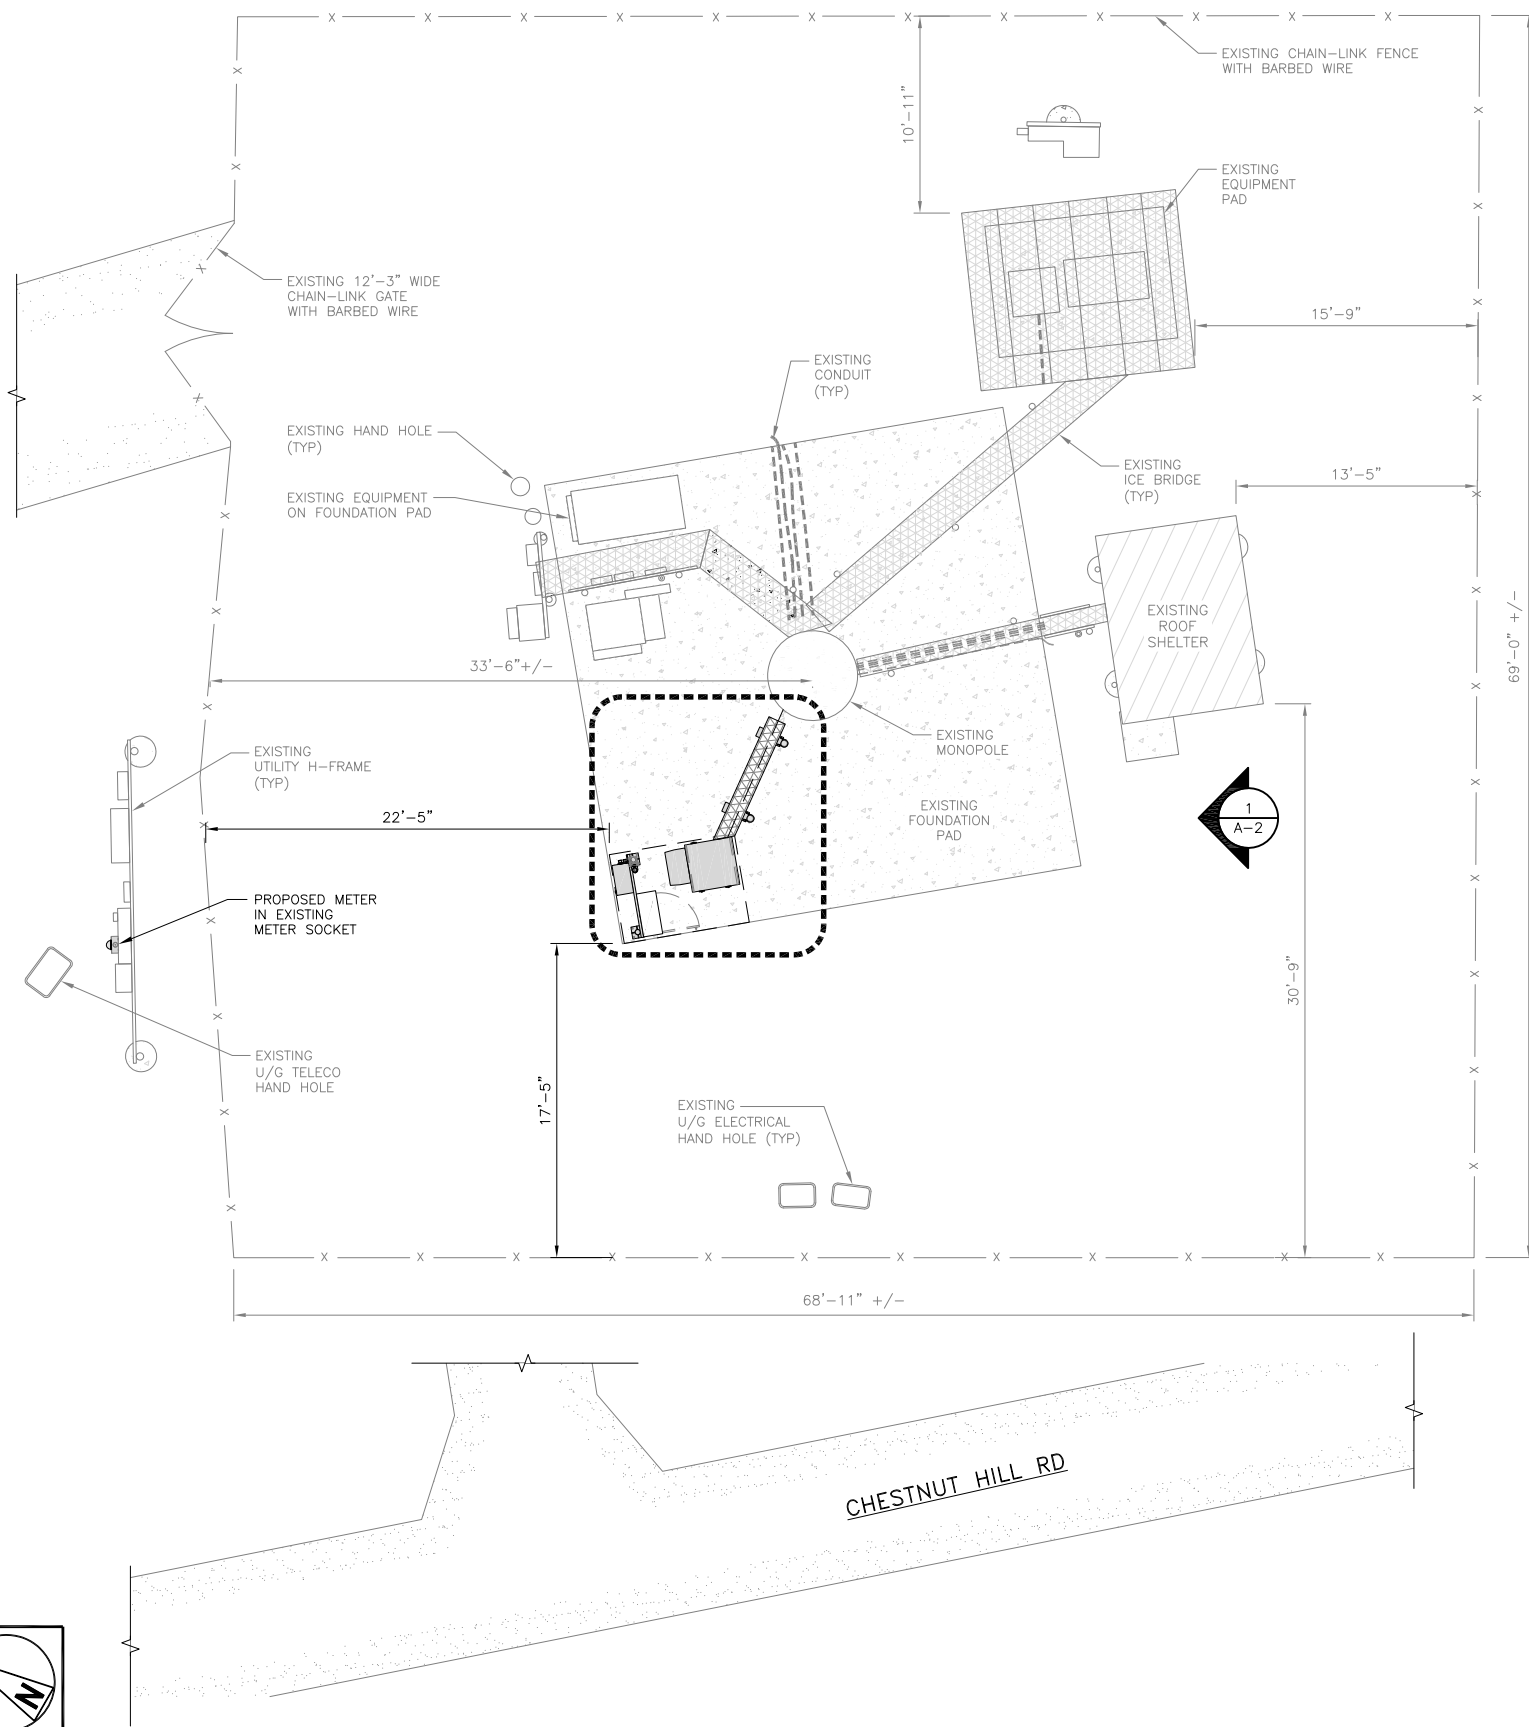 EXISTING CHAIN-LINK FENCE
WITH BARBED WIRE
10'-11"
EXISTING
EQUIPMENT
PAD
EXISTING 12'-3" WIDE
CHAIN-LINK GATE
WITH BARBED WIRE
15'-9"
EXISTING
CONDUIT
(TYP)
EXISTING HAND HOLE
(TYP)
EXISTING
ICE BRIDGE
(TYP)
13'-5"
EXISTING EQUIPMENT
ON FOUNDATION PAD
EXISTING
ROOF
SHELTER
69'-0" +/-
33'-6"+/-
EXISTING
MONOPOLE
EXISTING
UTILITY H-FRAME
(TYP)
22'-5"
EXISTING
FOUNDATION
PAD
1
A-2
PROPOSED METER
IN EXISTING
METER SOCKET
30'-9"
EXISTING
U/G TELECO
HAND HOLE
17'-5"
EXISTING
U/G ELECTRICAL
HAND HOLE (TYP)
68'-11" +/-
CHESTNUT HILL RD
N